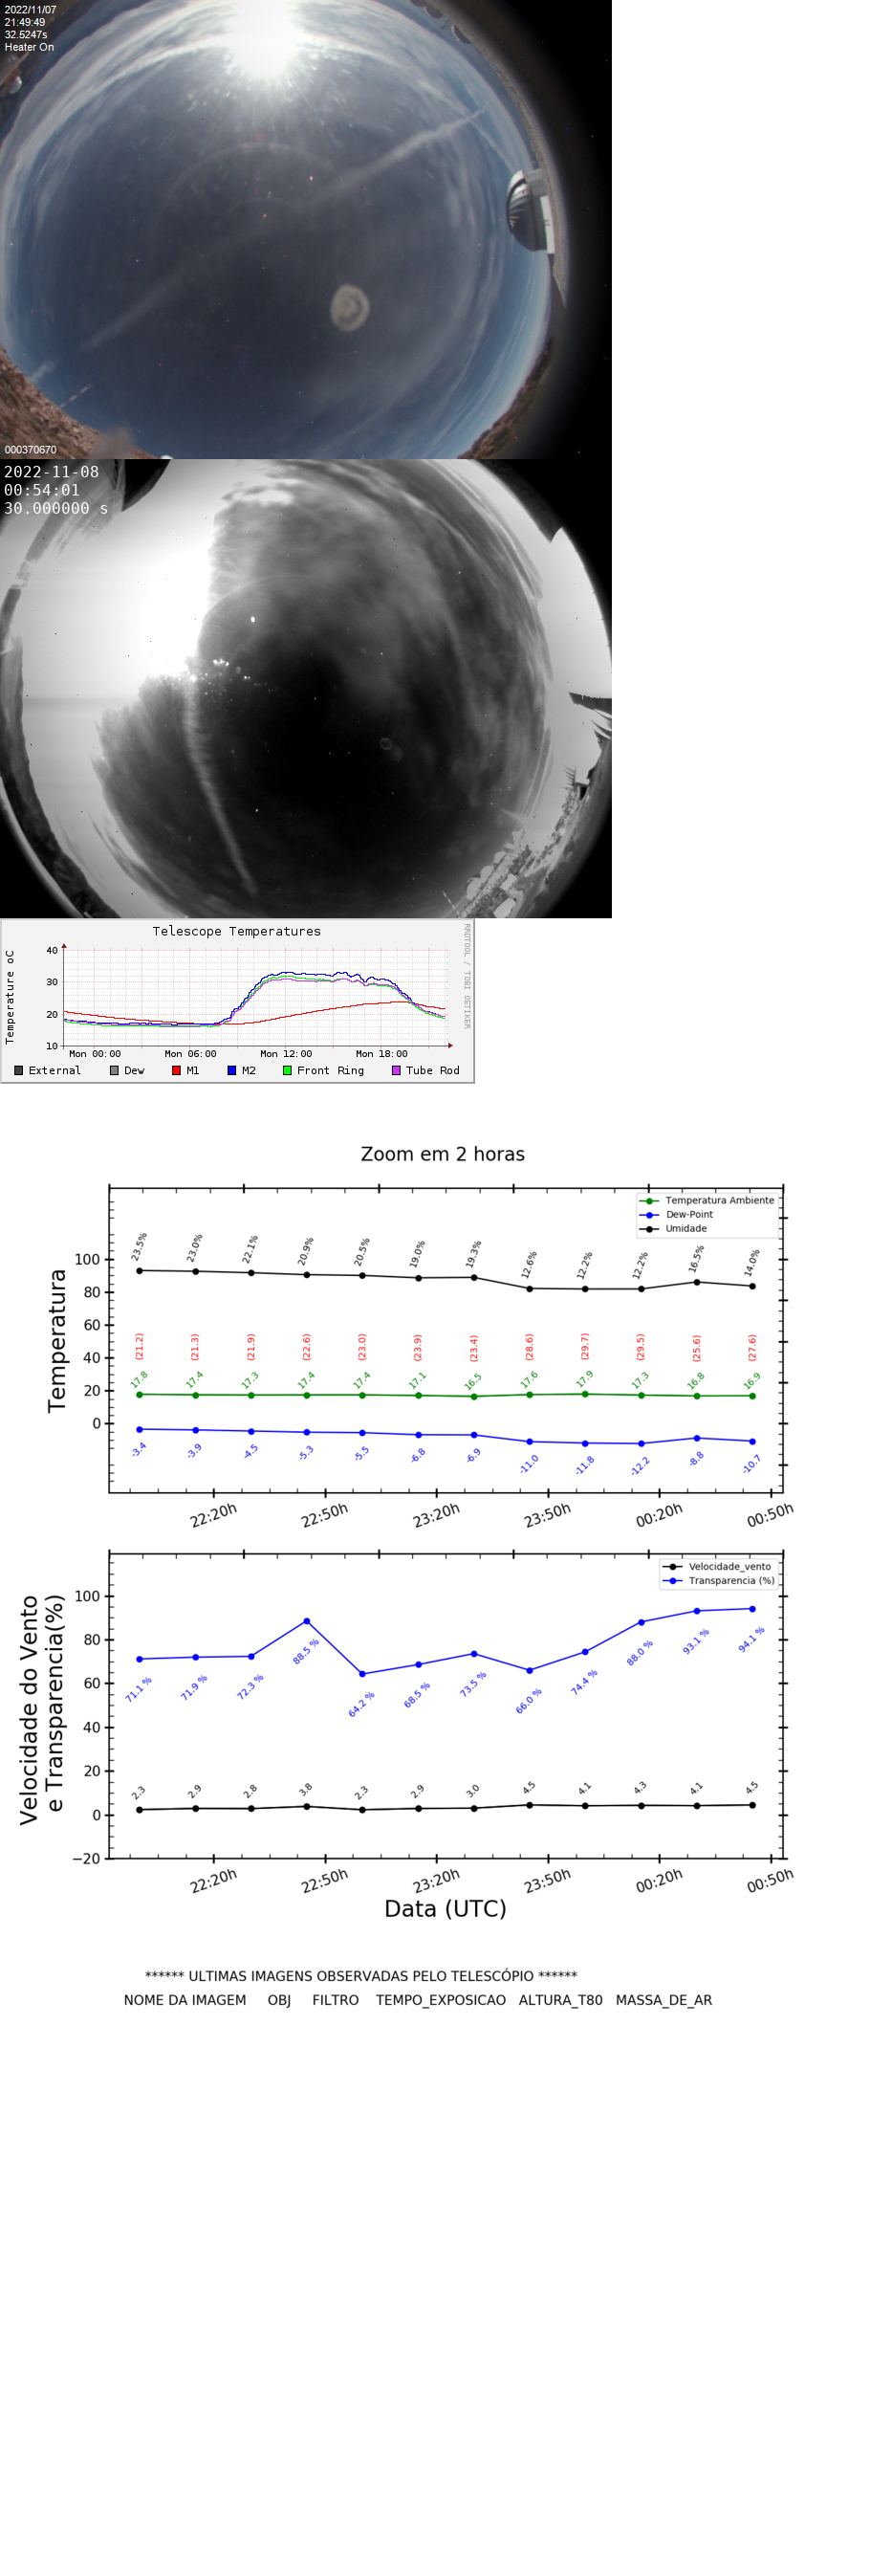 2022/11/07
21:49:49
32.5247s
Heater On
000370670
2022-11-08
00:54:01
30.000000 s
Telescope Temperatures
RRDTOOL / TOBI OETIKER
Temperature oC
40
30
20
10
Mon 00:00 Mon 06:00 Mon 12:00 Mon 18:00
External Dew M1 M2 Front Ring Tube Rod
Zoom em 2 horas
Temperatura Ambiente
Dew-Point
Umidade
Temperatura
100
80
60
40
20
0
23.5% 23.0% 22.1% 20.9% 20.5% 19.0% 19.3% 12.6% 12.2% 12.2% 16.5% 14.0%
(21.2) (21.3) (21.9) (22.6) (23.0) (23.9) (23.4) (28.6) (29.7) (29.5) (25.6) (27.6)
17.8 17.4 17.3 17.4 17.4 17.1 16.5 17.6 17.9 17.3 16.8 16.9
-3.4 -3.9 -4.5 -5.3 -5.5 -6.8 -6.9 -11.0 -11.8 -12.2 -8.8 -10.7
22:20h 22:50h 23:20h 23:50h 00:20h 00:50h
Velocidade_vento
Transparencia (%)
Velocidade do Vento
e Transparencia(%)
100
80
60
40
20
0
−20
71.1 % 71.9 % 72.3 % 88.5 % 64.2 % 68.5 % 73.5 % 66.0 % 74.4 % 88.0 % 93.1 % 94.1 %
2.3 2.9 2.8 3.8 2.3 2.9 3.0 4.5 4.1 4.3 4.1 4.5
22:20h 22:50h 23:20h 23:50h 00:20h 00:50h
Data (UTC)
****** ULTIMAS IMAGENS OBSERVADAS PELO TELESCÓPIO ******
NOME DA IMAGEM OBJ FILTRO TEMPO_EXPOSICAO ALTURA_T80 MASSA_DE_AR